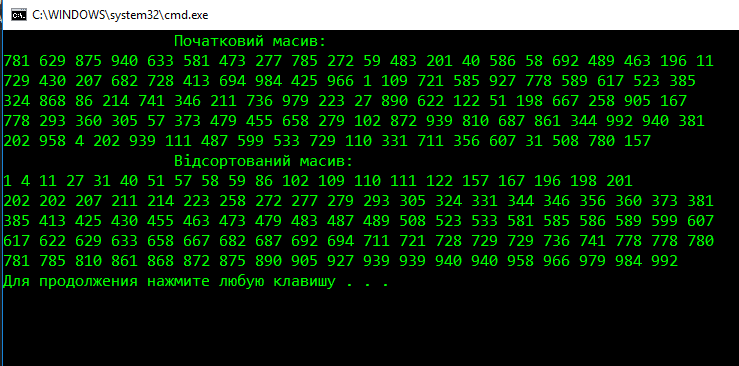 C:\WINDOWS\system32\cmd.exe
Початковий масив:
781 629 875 940 633 581 473 277 785 272 59 483 201 40 586 58 692 489 463 196 11
729 430 207 682 728 413 694 984 425 966 1 109 721 585 927 778 589 617 523 385
324 868 86 214 741 346 211 736 979 223 27 890 622 122 51 198 667 258 905 167
778 293 360 305 57 373 479 455 658 279 102 872 939 810 687 861 344 992 940 381
202 958 4 202 939 111 487 599 533 729 110 331 711 356 607 31 508 780 157
Відсортований масив:
1 4 11 27 31 40 51 57 58 59 86 102 109 110 111 122 157 167 196 198 201
202 202 207 211 214 223 258 272 277 279 293 305 324 331 344 346 356 360 373 381
385 413 425 430 455 463 473 479 483 487 489 508 523 533 581 585 586 589 599 607
617 622 629 633 658 667 682 687 692 694 711 721 728 729 729 736 741 778 778 780
781 785 810 861 868 872 875 890 905 927 939 939 940 940 958 966 979 984 992
Для продолжения нажмите любую клавишу . . .